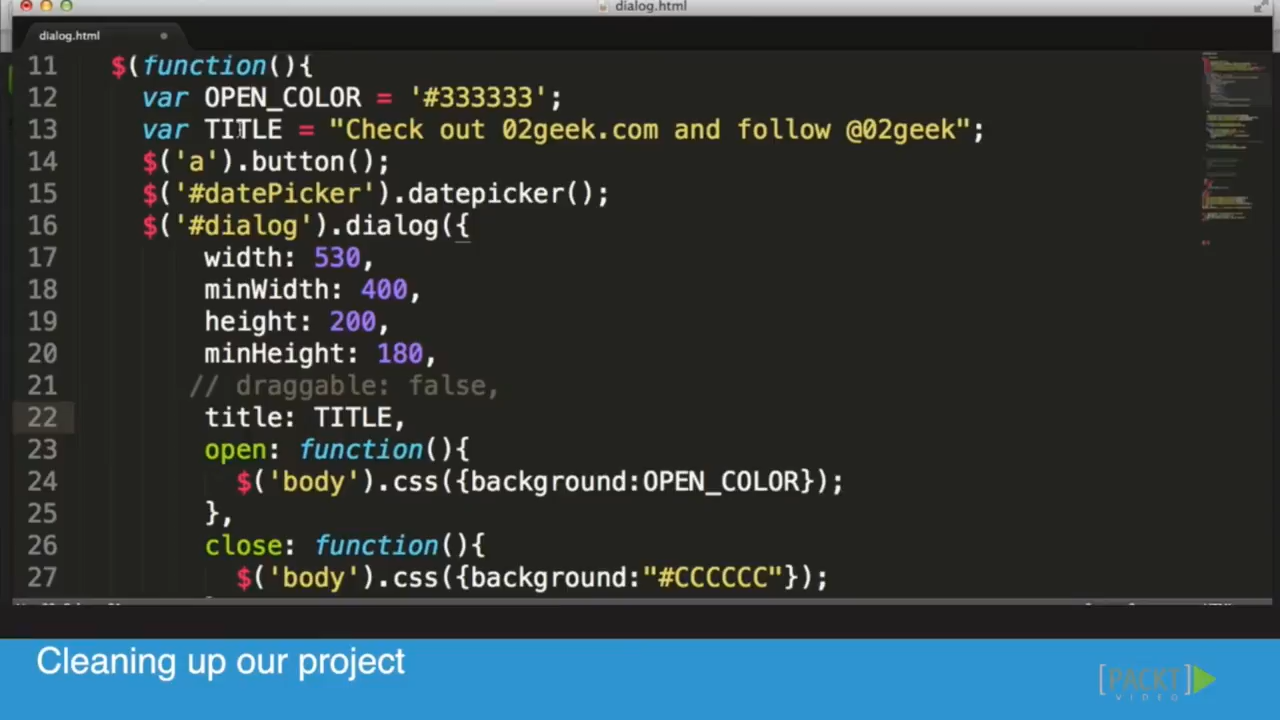 dialog.html
dialog.html
11 $(function(){
12 var OPEN_COLOR = '#333333';
13 var TITLE = "Check out 02geek.com and follow @02geek";
14 $('a').button();
15 $('#datePicker').datepicker();
16 $('#dialog').dialog({
17 width: 530,
18 minWidth: 400,
19 height: 200,
20 minHeight: 180,
21 // draggable: false,
22 title: TITLE,
23 open: function(){
24 $('body').css({background:OPEN_COLOR});
25 },
26 close: function(){
27 $('body').css({background:"#CCCCCC"});
Cleaning up our project
[PACKT]
VIDEO